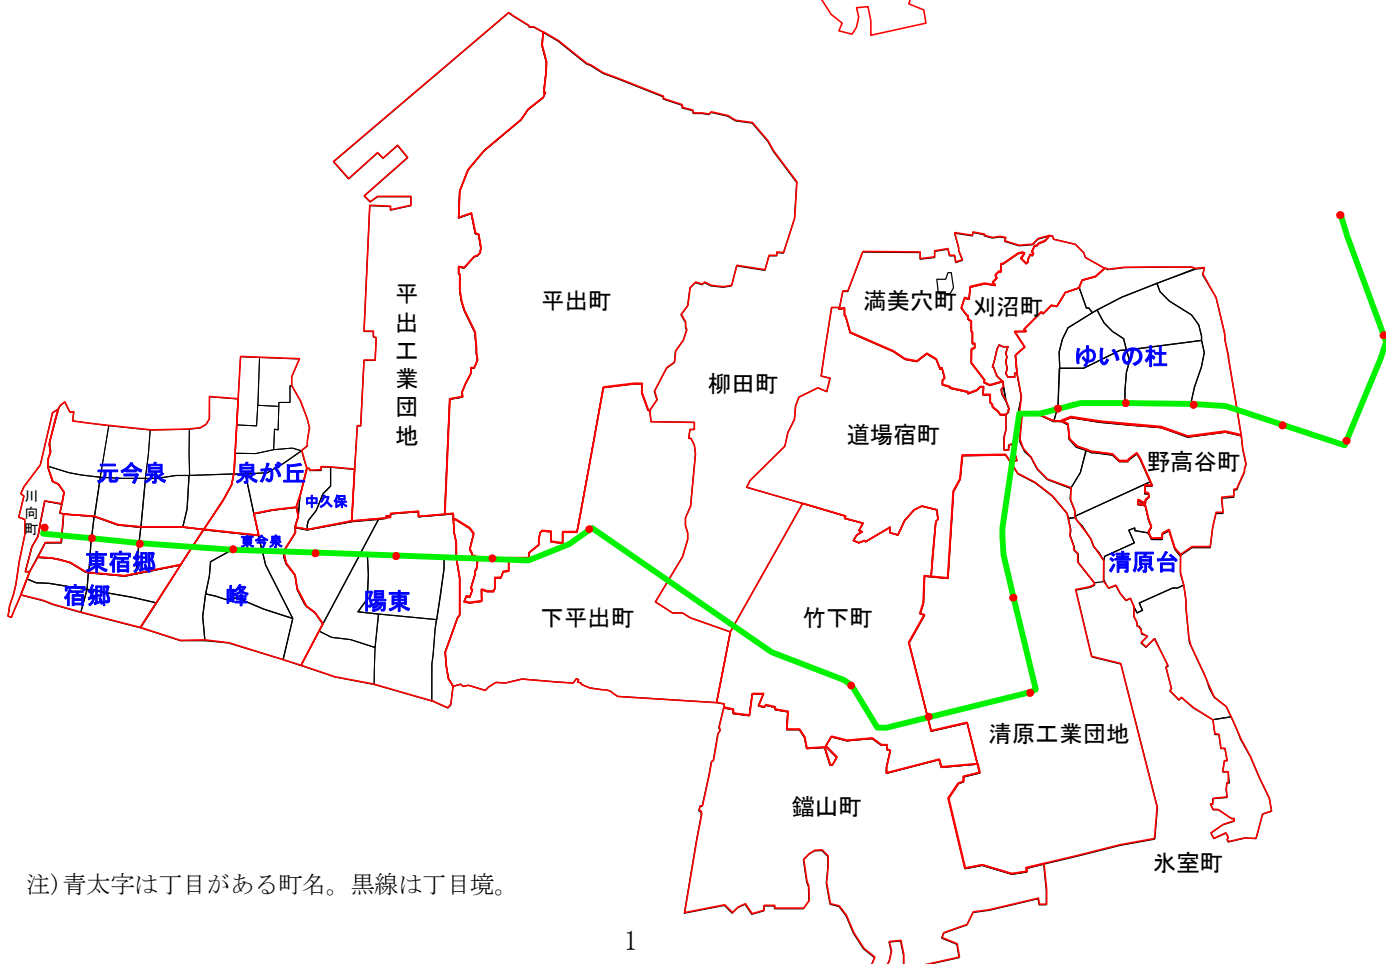 平出工業団地
平出町
満美穴町
刈沼町
ゆいの杜
柳田町
道場宿町
野高谷町
元今泉
泉が丘
中久保
川向町
東今泉
東宿郷
宿郷
峰
陽東
清原台
下平出町
竹下町
清原工業団地
鐺山町
氷室町
注)青太字は丁目がある町名。黒線は丁目境。
1